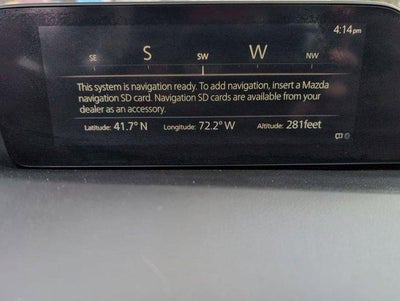 4:14pm
SE S SW W NW
This system is navigation ready. To add navigation, insert a Mazda
navigation SD card. Navigation SD cards are available from your
dealer as an accessory.
Latitude: 41.7° N Longitude: 72.2° W Altitude: 281feet